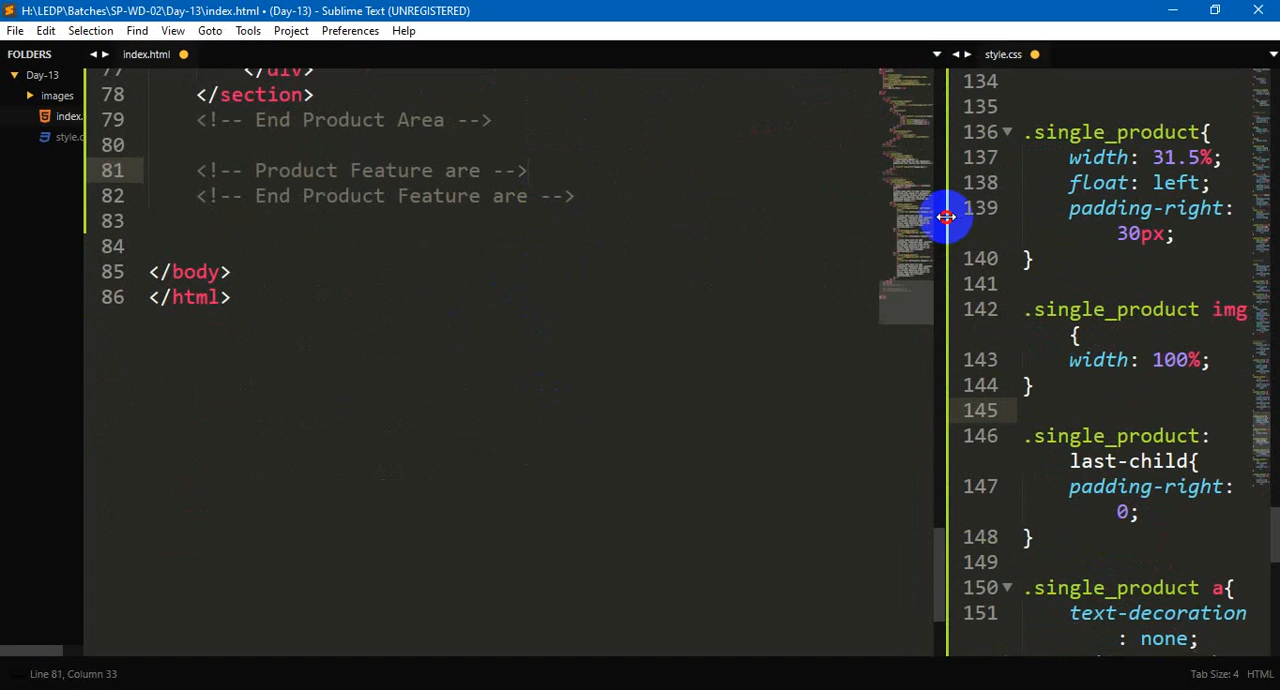 H:\LEDP\Batches\SP-WD-02\Day-13\index.html • (Day-13) - Sublime Text (UNREGISTERED)
File Edit Selection Find View Goto Tools Project Preferences Help
FOLDERS
Day-13
images
index.
style.c
index.html
77 </div>
78 </section>
79 <!-- End Product Area -->
80
81 <!-- Product Feature are -->
82 <!-- End Product Feature are -->
83
84
85 </body>
86 </html>
style.css
134
135
136 .single_product{
137 width: 31.5%;
138 float: left;
139 padding-right:
30px;
140 }
141
142 .single_product img
{
143 width: 100%;
144 }
145
146 .single_product:
last-child{
147 padding-right:
0;
148 }
149
150 .single_product a{
151 text-decoration
: none;
Line 81, Column 33
Tab Size: 4 HTML